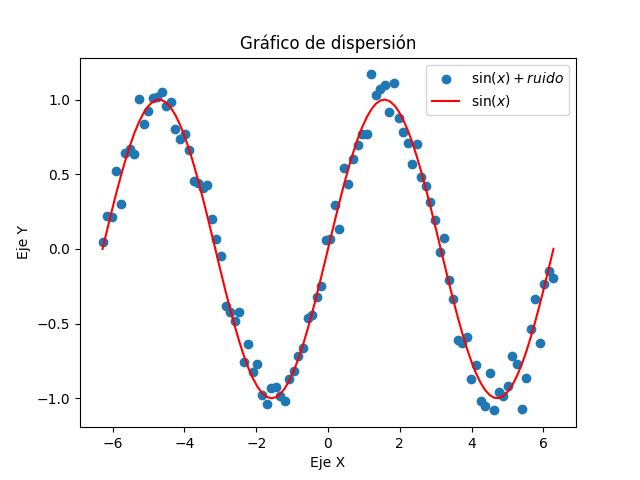 Gráfico de dispersión
sin(x) + ruido
sin(x)
1.0
0.5
0.0
−0.5
−1.0
Eje Y
−6 −4 −2 0 2 4 6
Eje X